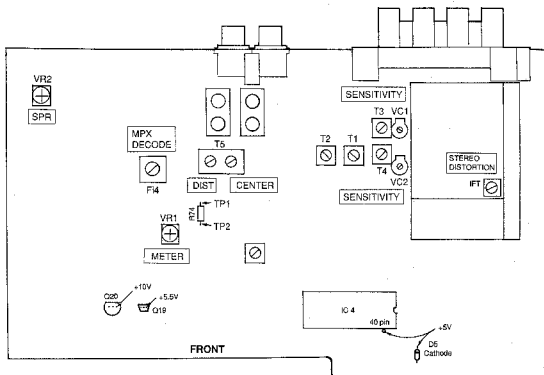 VR2
SPR
MPX
DECODE
Fi4
T5
DIST
CENTER
TP1
R74
TP2
VR1
METER
SENSITIVITY
T3
VC1
T2
T1
T4
VC2
SENSITIVITY
STEREO
DISTORTION
IFT
Q20
+10V
+5.5V
Q19
IC 4
40 pin
+5V
D5
Cathode
FRONT